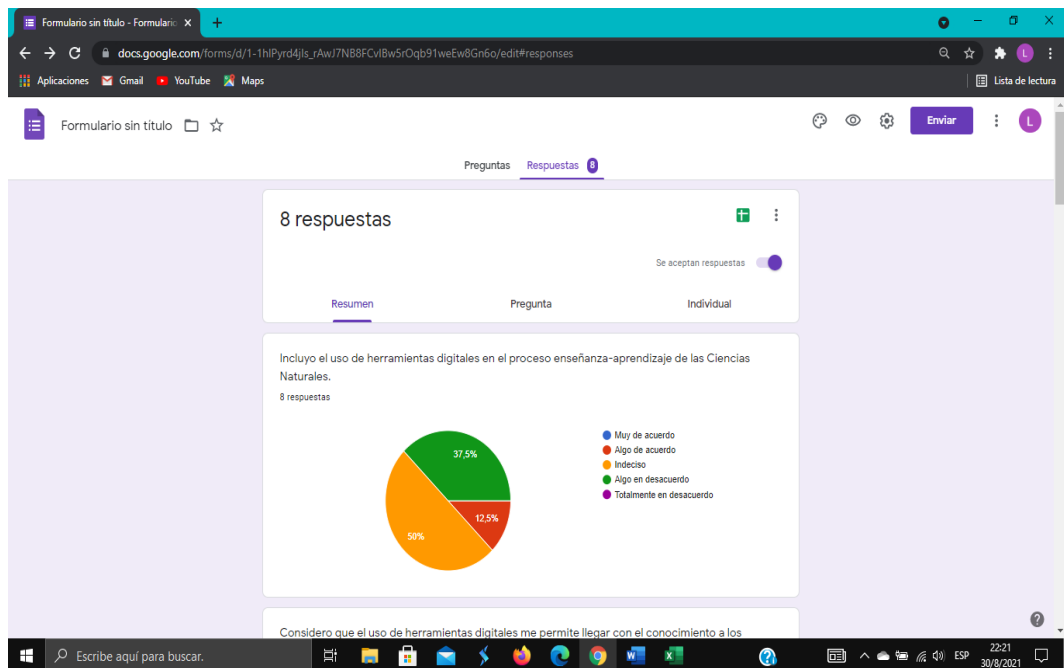 Formulario sin título - Formulario
docs.google.com/forms/d/1-1hIPyrd4jIs_rAwJ7NB8FCvIBw5rOqb91weEw8Gn6o/edit#responses
Aplicaciones Gmail YouTube Maps Lista de lectura
Formulario sin título Enviar L
Preguntas Respuestas 8
8 respuestas
Se aceptan respuestas
Resumen Pregunta Individual
Incluyo el uso de herramientas digitales en el proceso enseñanza-aprendizaje de las Ciencias
Naturales.
8 respuestas
37,5%
12,5%
50%
Muy de acuerdo
Algo de acuerdo
Indeciso
Algo en desacuerdo
Totalmente en desacuerdo
Considero que el uso de herramientas digitales me permite llegar con el conocimiento a los
Escribe aquí para buscar.
ESP
22:21
30/8/2021